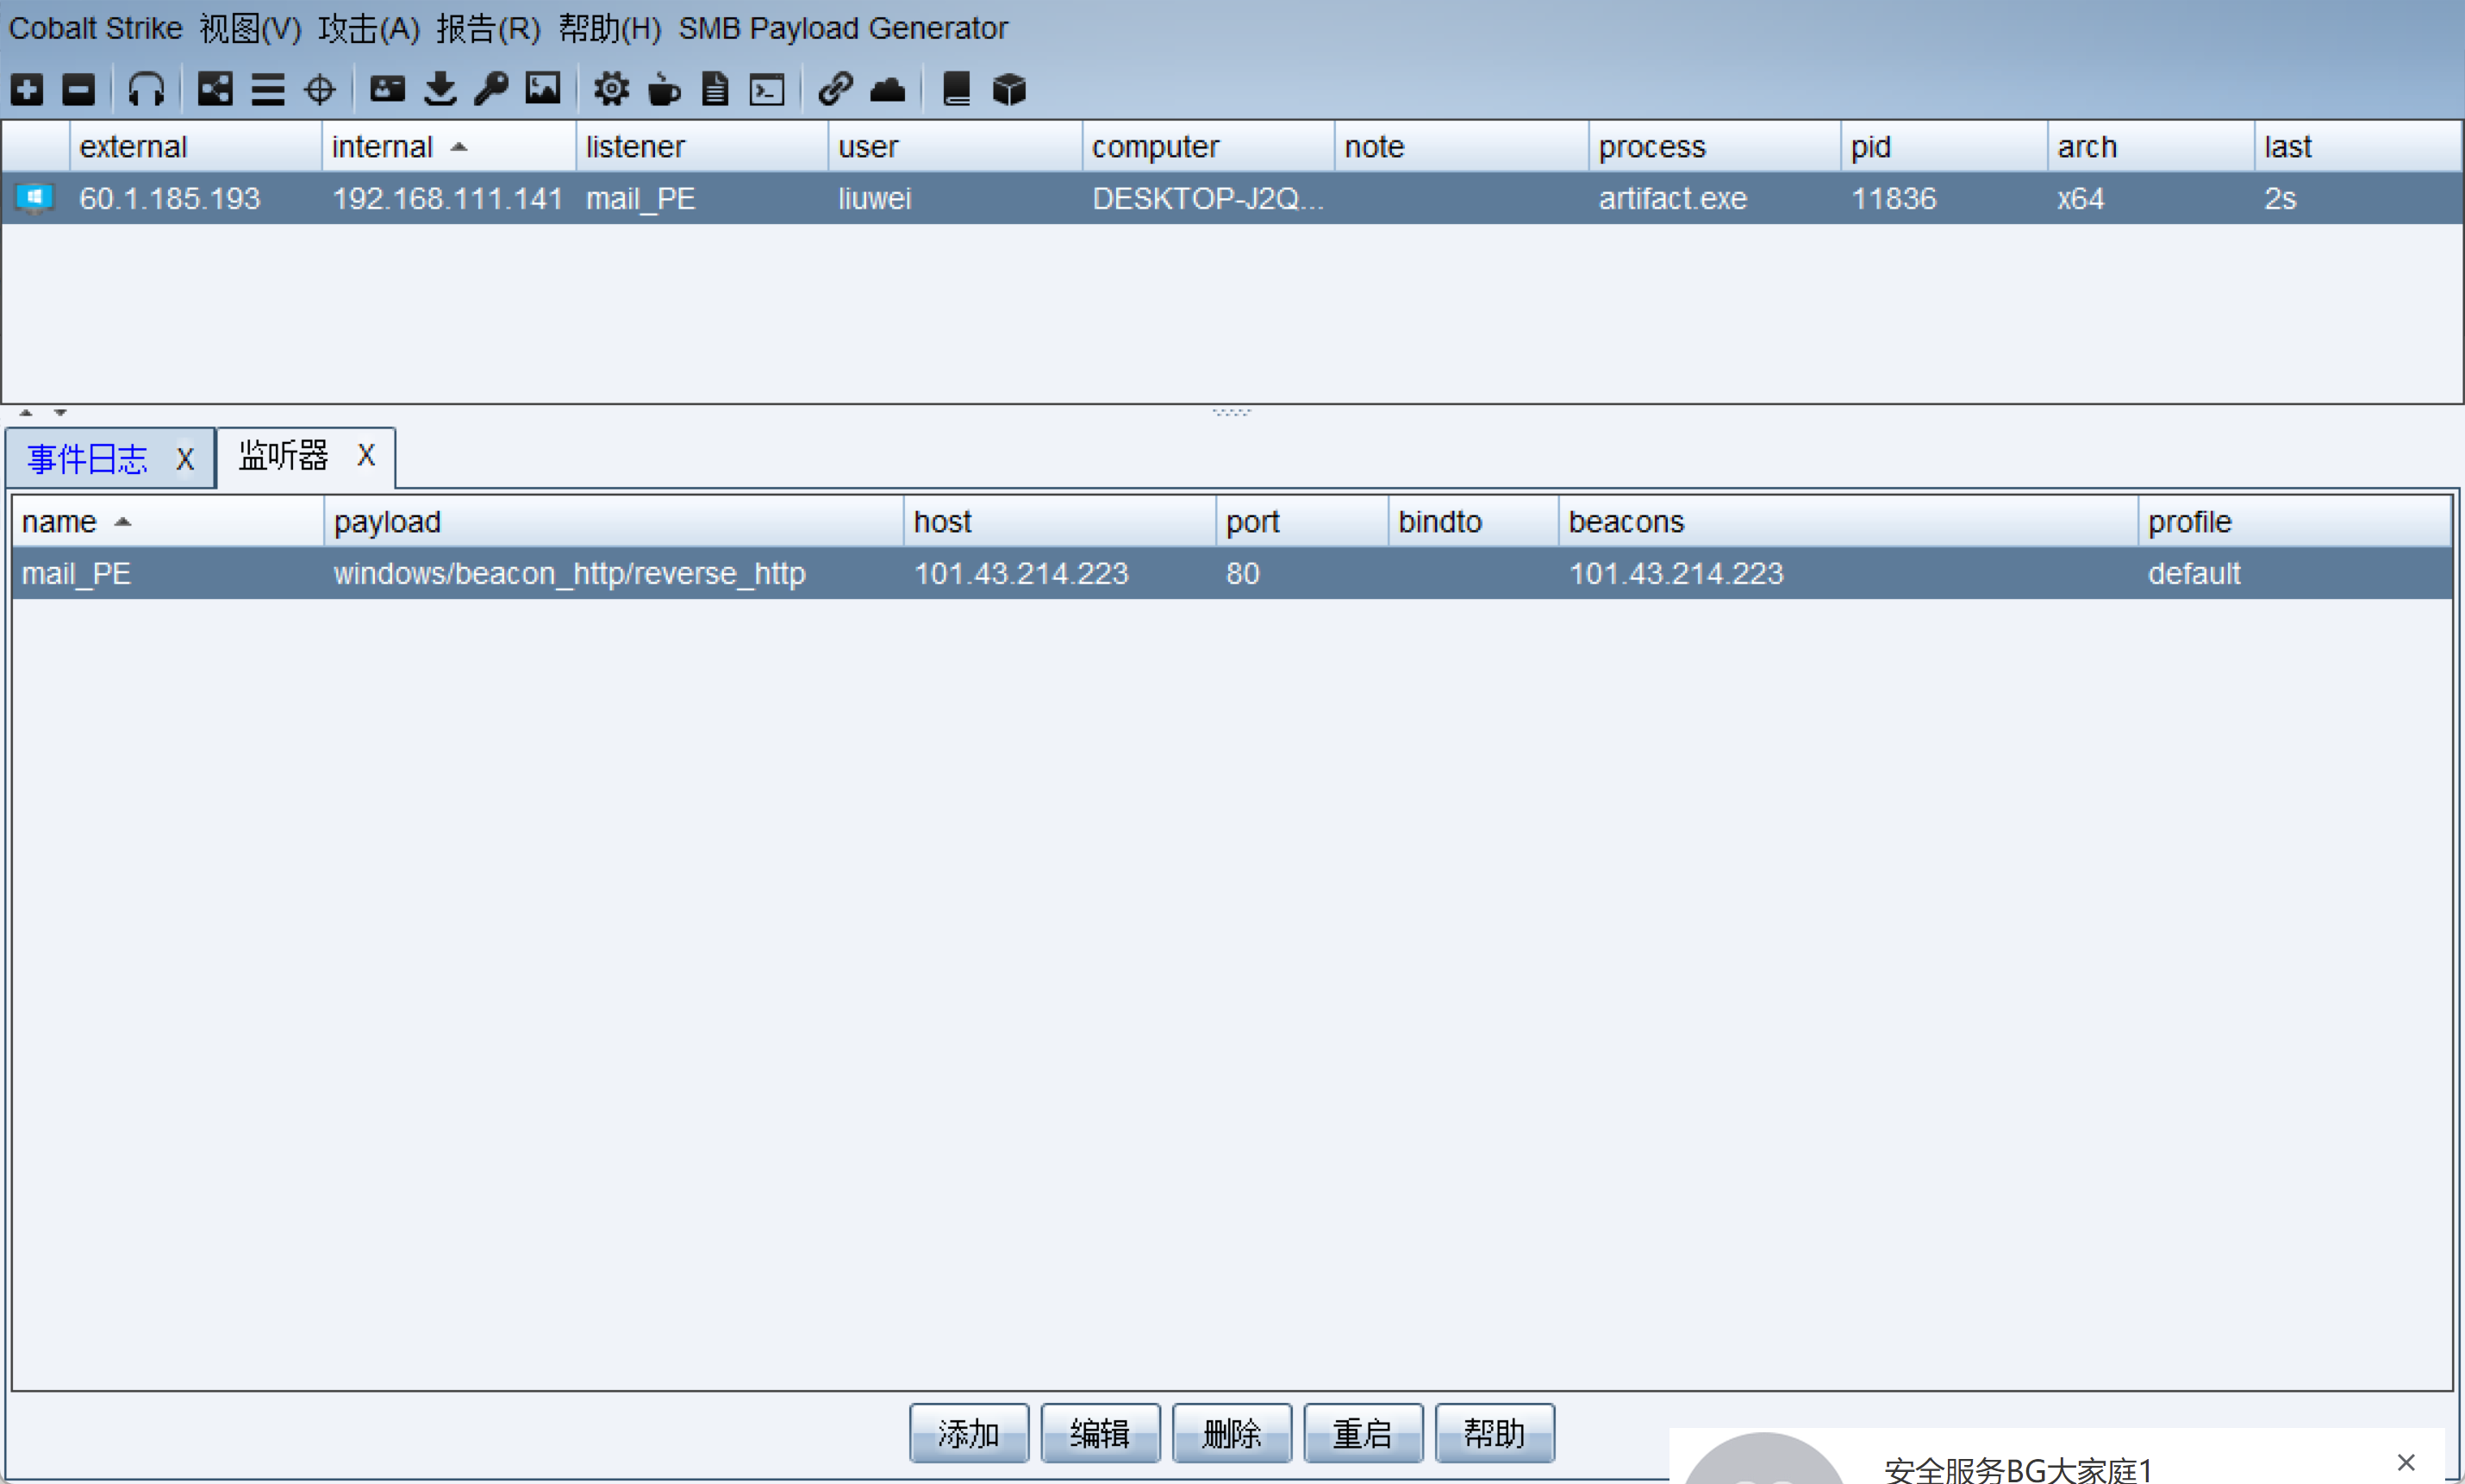 Cobalt Strike 视图(V) 攻击(A) 报告(R) 帮助(H) SMB Payload Generator
external internal listener user computer note process pid arch last
60.1.185.193 192.168.111.141 mail_PE liuwei DESKTOP-J2Q... artifact.exe 11836 x64 2s
事件日志 X 监听器 X
name payload host port bindto beacons profile
mail_PE windows/beacon_http/reverse_http 101.43.214.223 80 101.43.214.223 default
添加 编辑 删除 重启 帮助
安全服务BG大家庭1